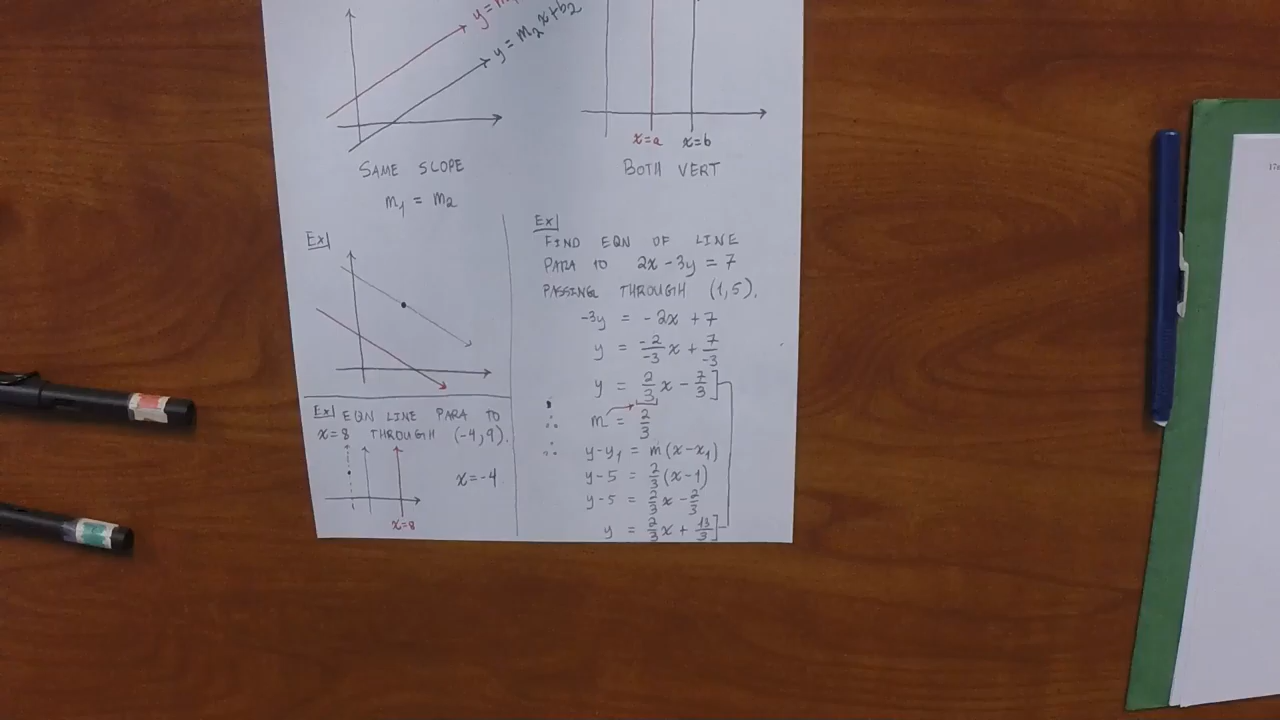 y=m
y=m₂x+b₂
SAME SLOPE
m₁ = m₂
x=a
x=b
BOTH VERT
Ex
Ex
EQN LINE PARA TO
x=8 THROUGH (-4,9).
x=-4
x=8
Ex
FIND EQN OF LINE
PARA TO 2x-3y = 7
PASSING THROUGH (1,5).
-3y = -2x +7
y = -2/-3 x + 7/-3
y = 2/3 x - 7/3]
∴ m = 2/3
∴ y-y₁ = m(x-x₁)
y-5 = 2/3(x-1)
y-5 = 2/3 x - 2/3
y = 2/3 x + 13/3]